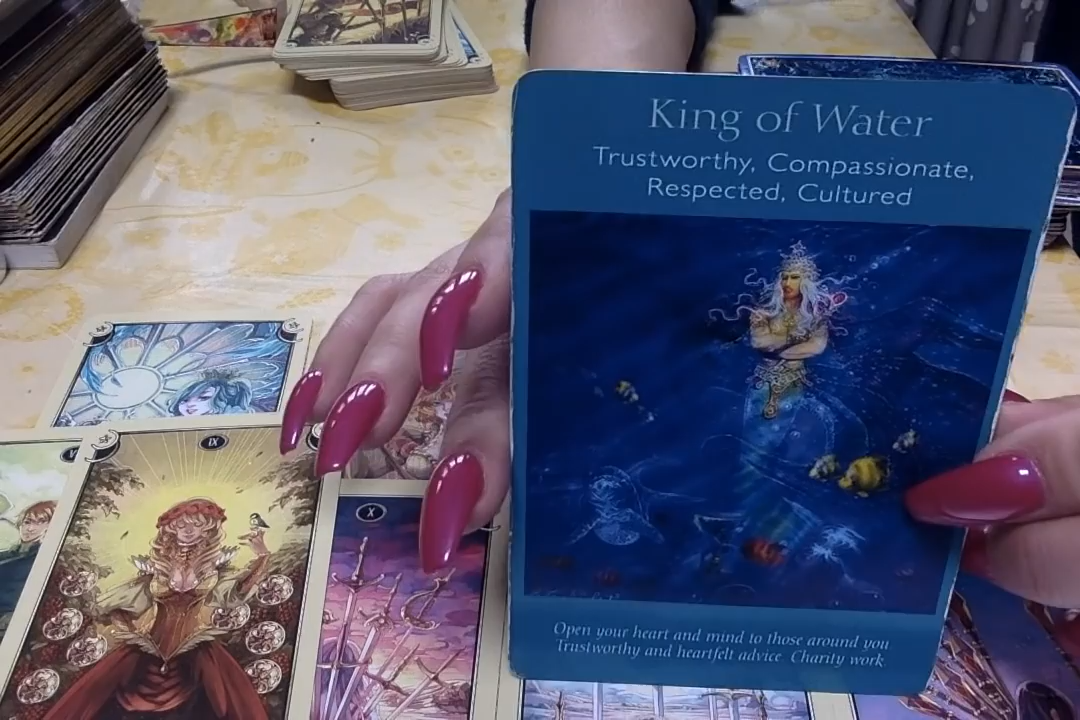 King of Water
Trustworthy, Compassionate,
Respected, Cultured
Open your heart and mind to those around you
Trustworthy and heartfelt advice Charity work.
IX
X